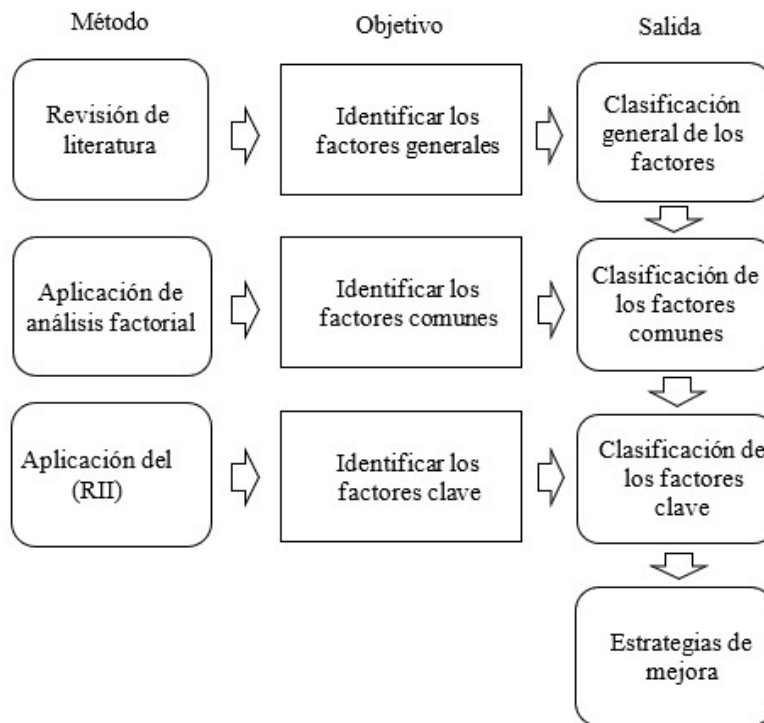 Método
Objetivo
Salida
Revisión de
literatura
Identificar los
factores generales
Clasificación
general de los
factores
Aplicación de
análisis factorial
Identificar los
factores comunes
Clasificación de
los factores
comunes
Aplicación del
(RII)
Identificar los
factores clave
Clasificación de
los factores
clave
Estrategias de
mejora